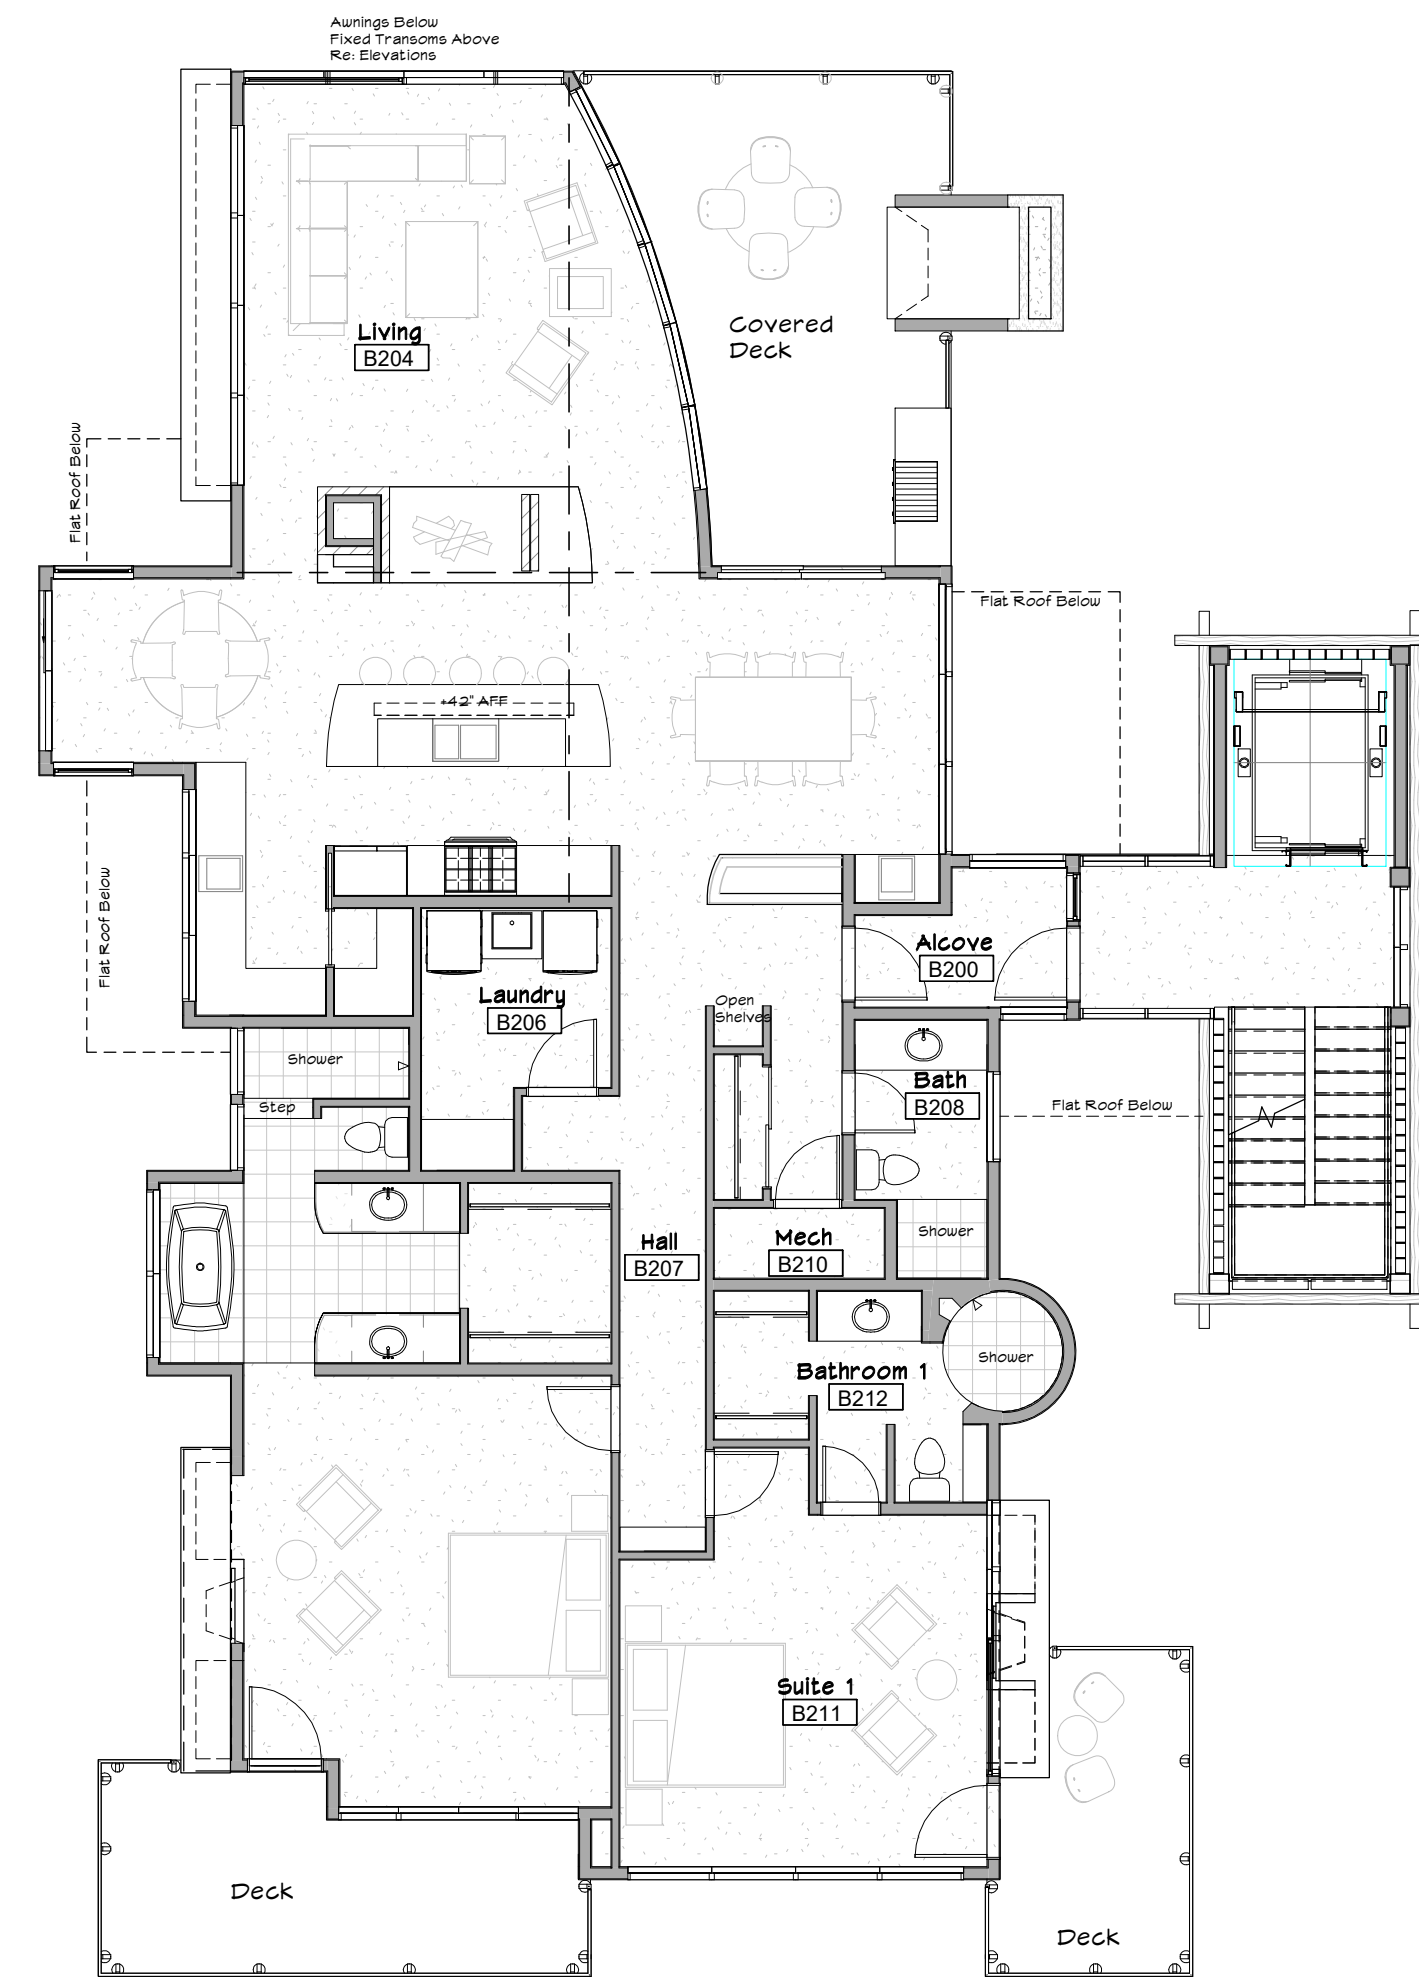 Awnings Below
Fixed Transoms Above
Re: Elevations
Covered
Deck
Living
B204
Flat Roof Below
Flat Roof Below
+42" AFF
Flat Roof Below
Alcove
B200
Laundry
B206
Open
Shelves
Shower
Step
Bath
B208
Flat Roof Below
Hall
B207
Mech
B210
Shower
Shower
Bathroom 1
B212
Suite 1
B211
Deck
Deck